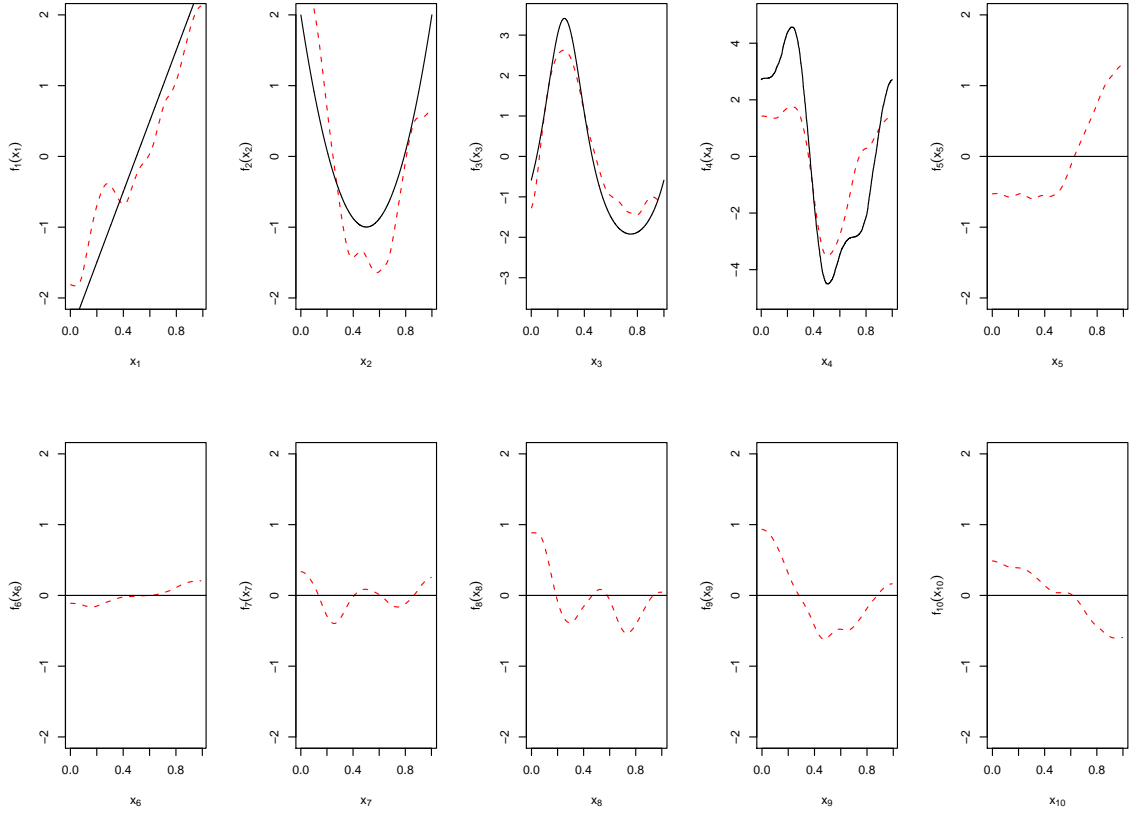 f₁(x₁)
2
1
0
−1
−2
0.0 0.4 0.8
x₁
f₂(x₂)
2
1
0
−1
−2
0.0 0.4 0.8
x₂
f₃(x₃)
3
2
1
0
−1
−2
−3
0.0 0.4 0.8
x₃
f₄(x₄)
4
2
0
−2
−4
0.0 0.4 0.8
x₄
f₅(x₅)
2
1
0
−1
−2
0.0 0.4 0.8
x₅
f₆(x₆)
2
1
0
−1
−2
0.0 0.4 0.8
x₆
f₇(x₇)
2
1
0
−1
−2
0.0 0.4 0.8
x₇
f₈(x₈)
2
1
0
−1
−2
0.0 0.4 0.8
x₈
f₉(x₉)
2
1
0
−1
−2
0.0 0.4 0.8
x₉
f₁₀(x₁₀)
2
1
0
−1
−2
0.0 0.4 0.8
x₁₀